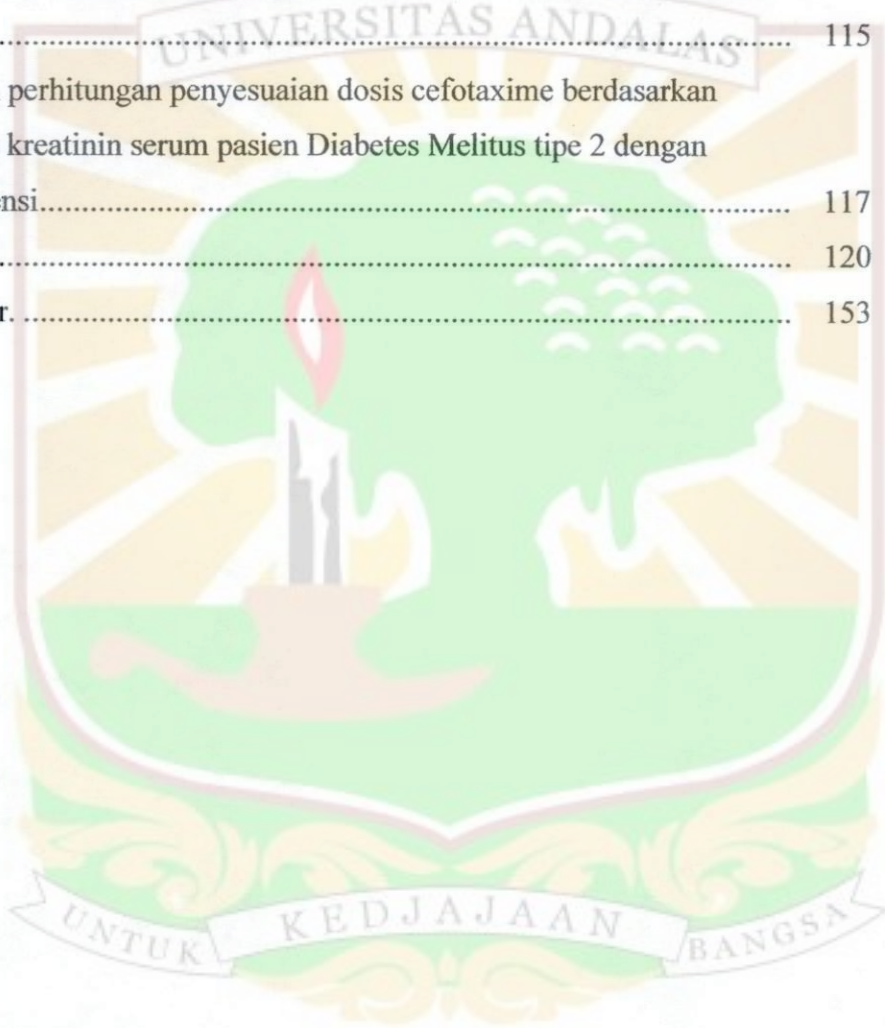 UNIVERSITAS ANDALAS
.................................................................. 115
perhitungan penyesuaian dosis cefotaxime berdasarkan
kreatinin serum pasien Diabetes Melitus tipe 2 dengan
ensi.................................................................. 117
.................................................................. 120
r. .................................................................. 153
UNTUK KEDJAJAAN BANGSA